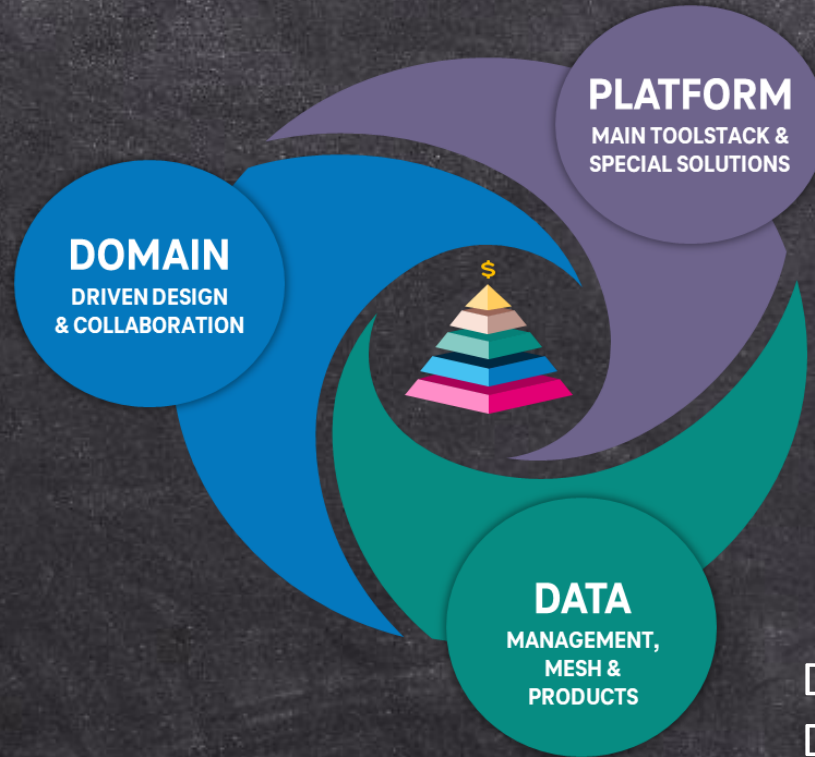 PLATFORM
MAIN TOOLSTACK &
SPECIAL SOLUTIONS
DOMAIN
DRIVEN DESIGN
& COLLABORATION
$
DATA
MANAGEMENT,
MESH &
PRODUCTS